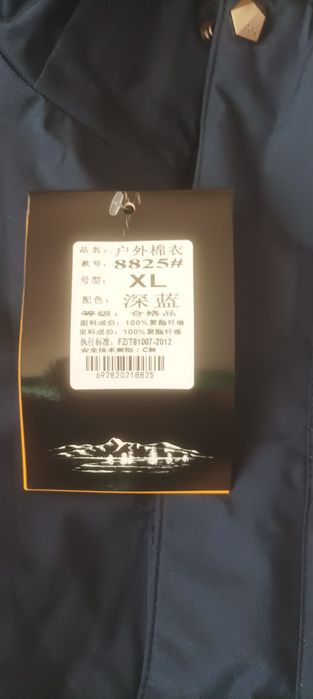 品名：户外棉衣
款号：8825#
号型：XL
配色：深蓝
等级：合格品
面料成份：100%聚酯纤维
里料成份：100%聚酯纤维
执行标准：FZ/T81007-2012
安全技术类别：C类
6928202188​25